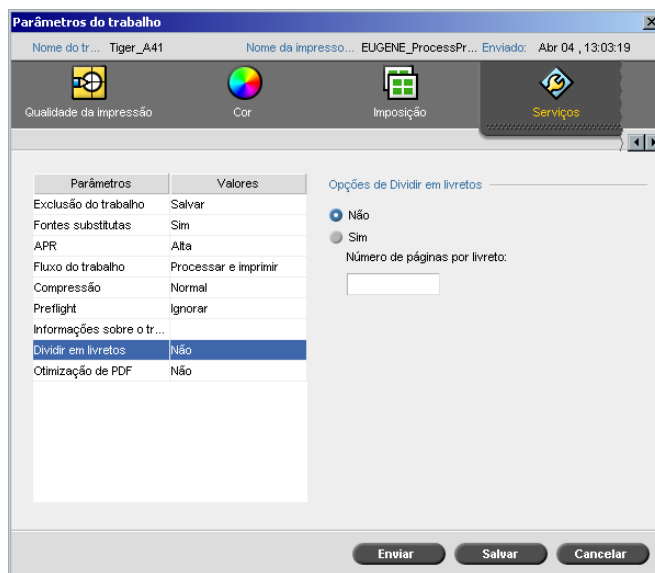 Parâmetros do trabalho
Nome do tr... Tiger_A41 Nome da impresso... EUGENE_ProcessPr... Enviado: Abr 04 , 13:03:19
Qualidade da impressão Cor Imposição Serviços
Parâmetros Valores Opções de Dividir em livretos
Exclusão do trabalho Salvar
Não
Fontes substitutas Sim
Sim
APR Alta
Número de páginas por livreto:
Fluxo do trabalho Processar e imprimir
Compressão Normal
Preflight Ignorar
Informações sobre o tr...
Dividir em livretos Não
Otimização de PDF Não
Enviar Salvar Cancelar